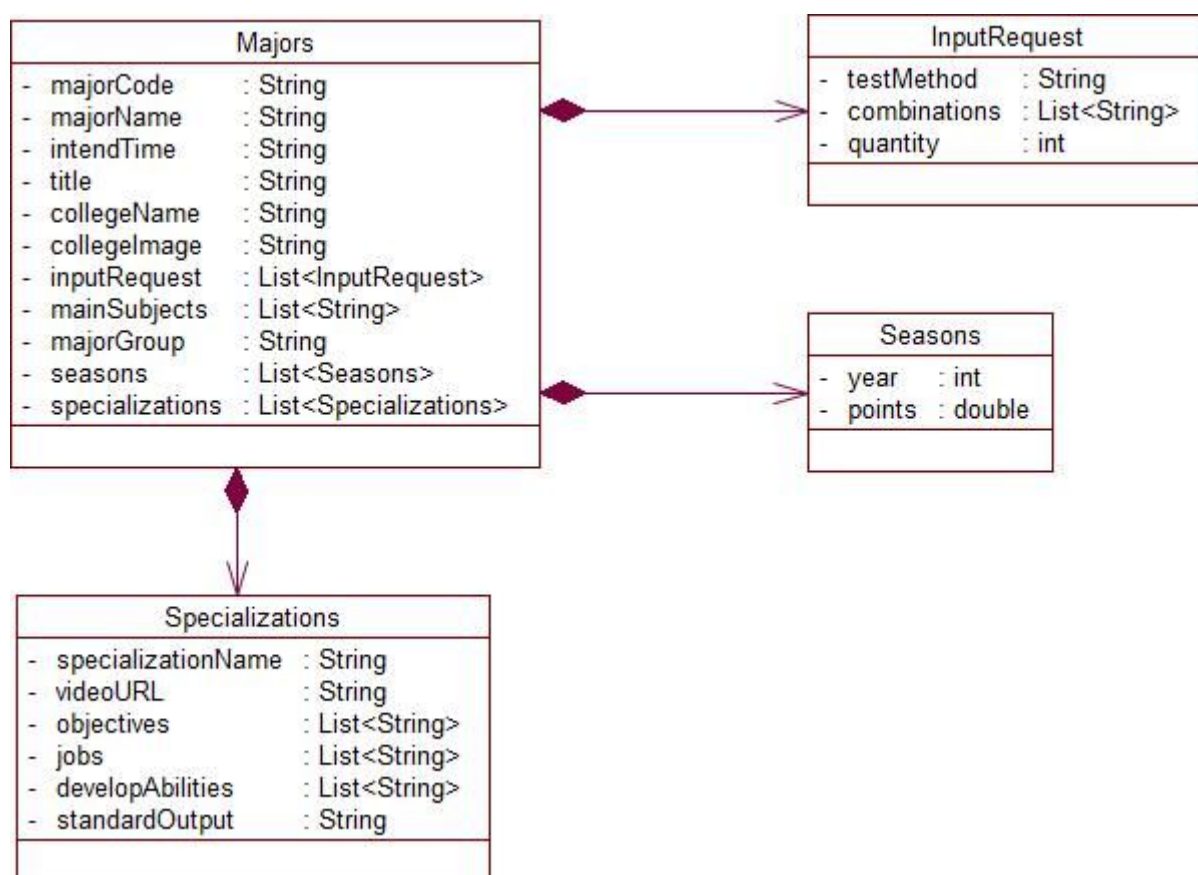 Majors
- majorCode : String
- majorName : String
- intendTime : String
- title : String
- collegeName : String
- collegeImage : String
- inputRequest : List<InputRequest>
- mainSubjects : List<String>
- majorGroup : String
- seasons : List<Seasons>
- specializations : List<Specializations>
InputRequest
- testMethod : String
- combinations : List<String>
- quantity : int
Seasons
- year : int
- points : double
Specializations
- specializationName : String
- videoURL : String
- objectives : List<String>
- jobs : List<String>
- developAbilities : List<String>
- standardOutput : String